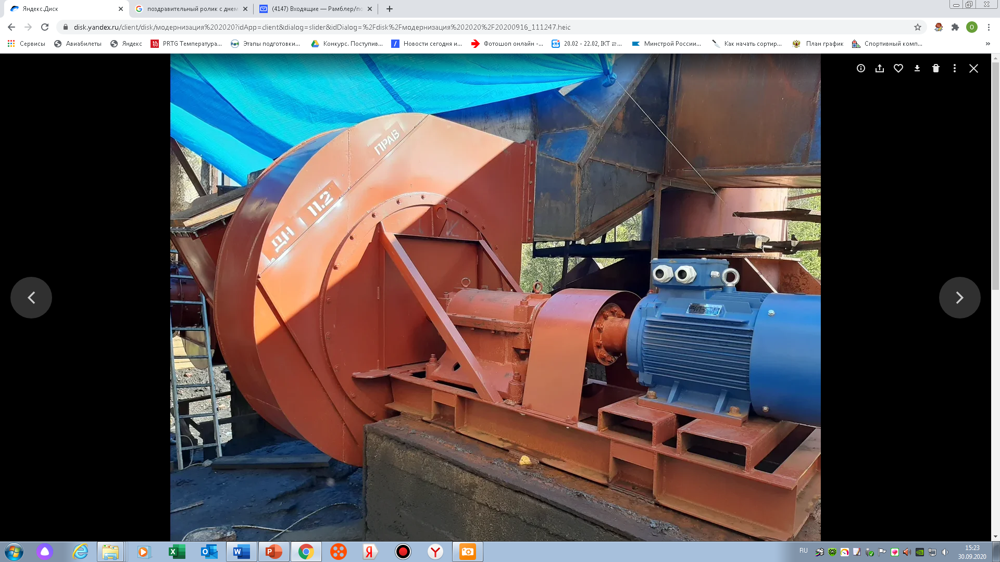 Яндекс.Диск
поздравительный ролик с днем
(4147) Входящие — Рамблер/по
disk.yandex.ru/client/disk/модернизация%202020?idApp=client&dialog=slider&idDialog=%2Fdisk%2Fмодернизация%202020%2F20200916_111247.heic
О
Сервисы
Авиабилеты
Яндекс
PRTG Температура...
Этапы подготовки...
Конкурс. Поступив...
Новости сегодня и...
Фотошоп онлайн -...
20.02 - 22.02, IKT ⇄...
Минстрой России...
Как начать сортир...
План график
Спортивный комп...
»
ПРАВ
ДН 11.2
RU
15:23
30.09.2020